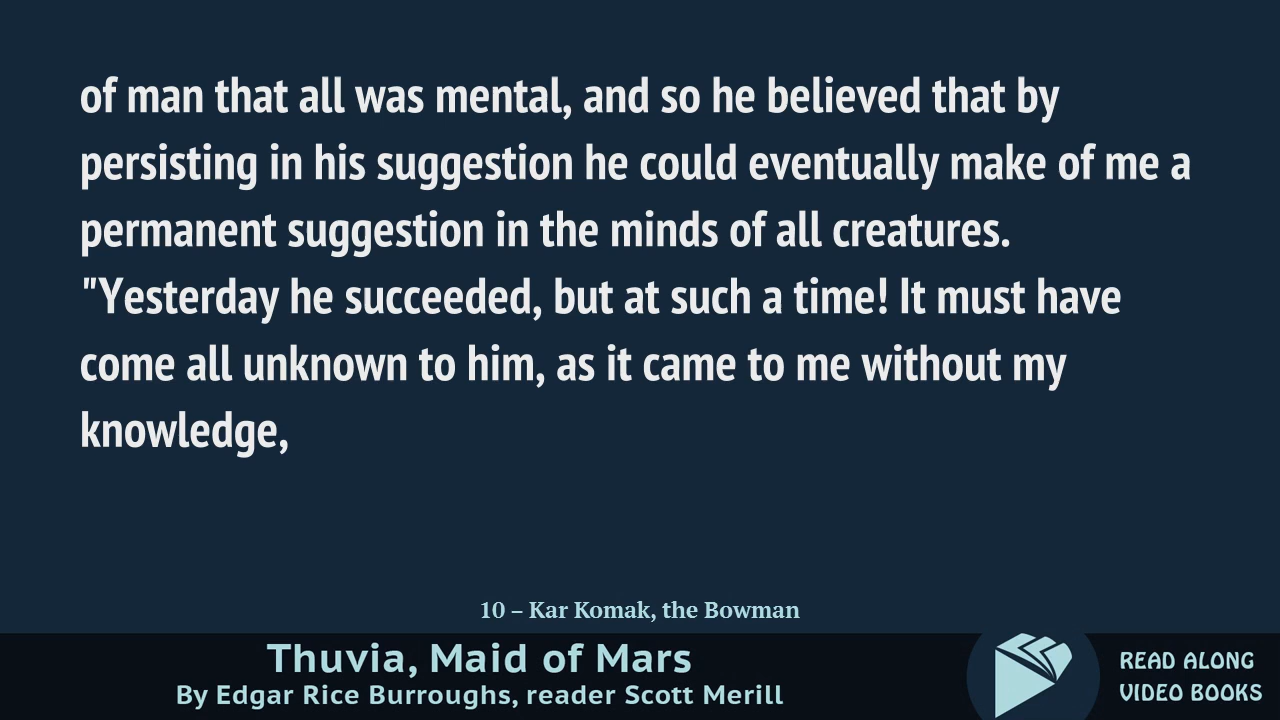 of man that all was mental, and so he believed that by
persisting in his suggestion he could eventually make of me a
permanent suggestion in the minds of all creatures.
"Yesterday he succeeded, but at such a time! It must have
come all unknown to him, as it came to me without my
knowledge,
10 – Kar Komak, the Bowman
Thuvia, Maid of Mars
By Edgar Rice Burroughs, reader Scott Merill
READ ALONG
VIDEO BOOKS